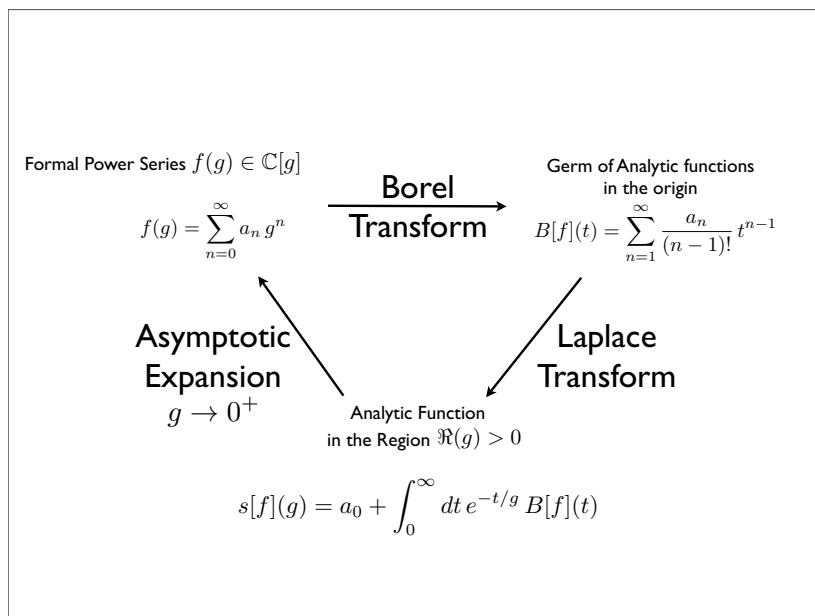 Formal Power Series $f(g) \in \mathbb{C}[g]$
$f(g) = \sum_{n=0}^{\infty} a_n \, g^n$
Borel
Transform
Germ of Analytic functions
in the origin
$B[f](t) = \sum_{n=1}^{\infty} \frac{a_n}{(n-1)!} \, t^{n-1}$
Asymptotic
Expansion
$g \to 0^+$
Laplace
Transform
Analytic Function
in the Region $\Re(g) > 0$
$s[f](g) = a_0 + \int_0^{\infty} dt \, e^{-t/g} \, B[f](t)$